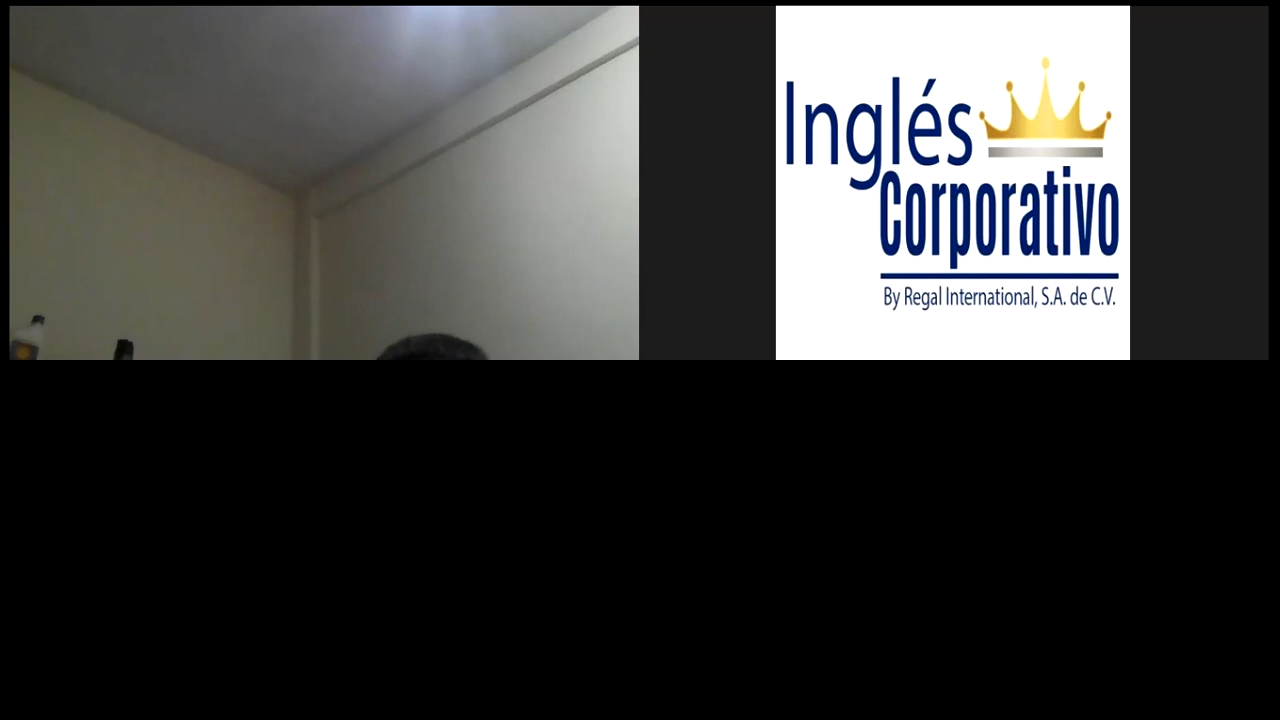 Inglés
Corporativo
By Regal International, S.A. de C.V.